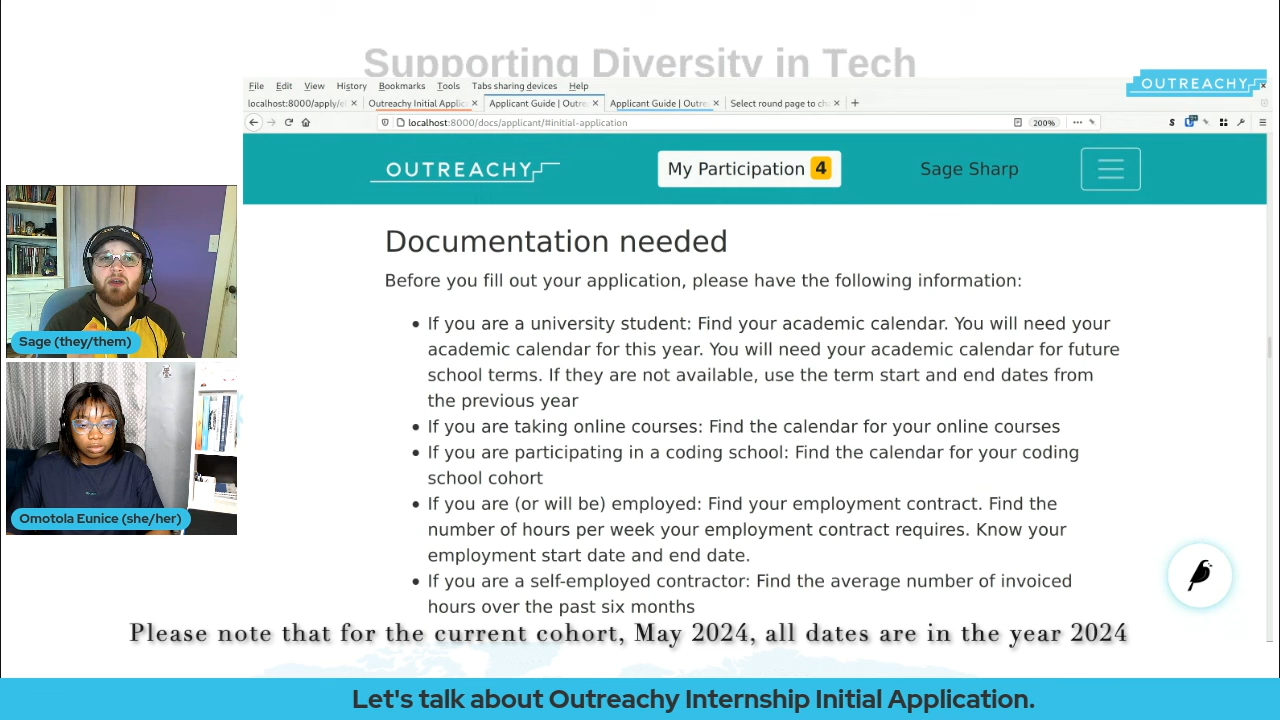 Supporting Diversity in Tech
File Edit View History Bookmarks Tools Tabs sharing devices Help
OUTREACHY
localhost:8000/apply/el Outreachy Initial Applic Applicant Guide | Outre Applicant Guide | Outre Select round page to ch
localhost:8000/docs/applicant/#initial-application 200%
OUTREACHY My Participation 4 Sage Sharp
Documentation needed
Before you fill out your application, please have the following information:
• If you are a university student: Find your academic calendar. You will need your
academic calendar for this year. You will need your academic calendar for future
school terms. If they are not available, use the term start and end dates from
the previous year
• If you are taking online courses: Find the calendar for your online courses
• If you are participating in a coding school: Find the calendar for your coding
school cohort
• If you are (or will be) employed: Find your employment contract. Find the
number of hours per week your employment contract requires. Know your
employment start date and end date.
• If you are a self-employed contractor: Find the average number of invoiced
hours over the past six months
Sage (they/them)
Omotola Eunice (she/her)
Please note that for the current cohort, May 2024, all dates are in the year 2024
Let's talk about Outreachy Internship Initial Application.